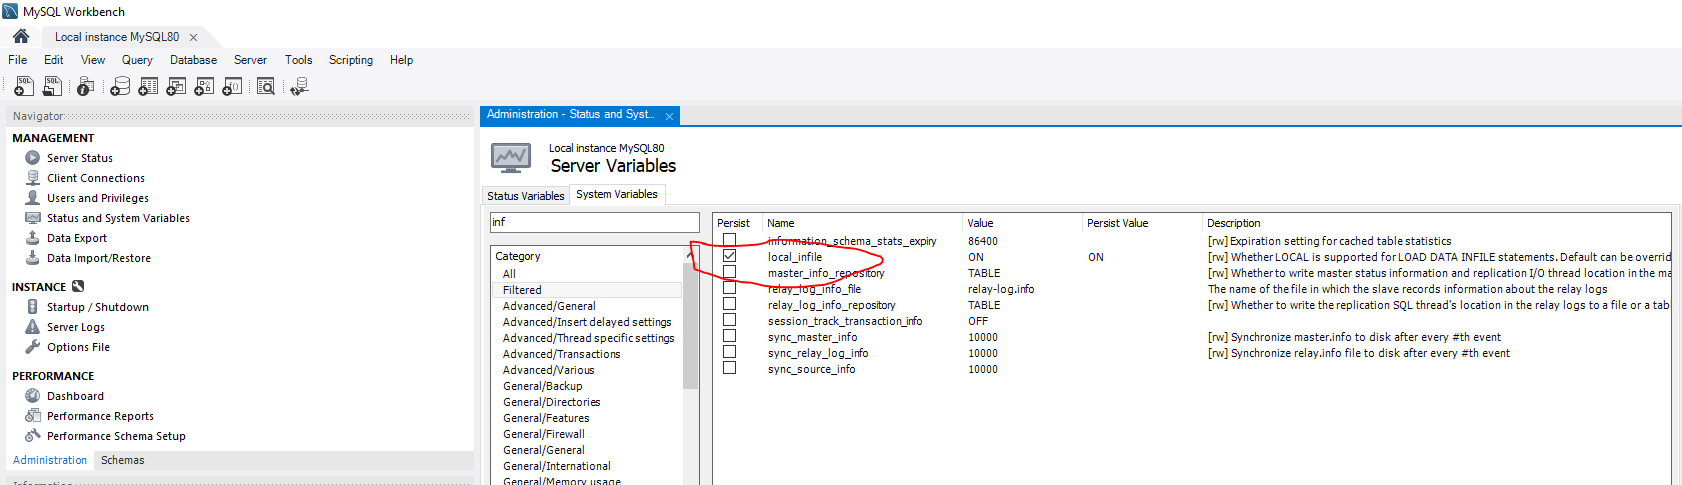 MySQL Workbench
Local instance MySQL80
File Edit View Query Database Server Tools Scripting Help
Navigator
MANAGEMENT
Server Status
Client Connections
Users and Privileges
Status and System Variables
Data Export
Data Import/Restore
INSTANCE
Startup / Shutdown
Server Logs
Options File
PERFORMANCE
Dashboard
Performance Reports
Performance Schema Setup
Administration Schemas
Information
Administration - Status and Syst...
Local instance MySQL80
Server Variables
Status Variables System Variables
inf
Category
All
Filtered
Advanced/General
Advanced/Insert delayed settings
Advanced/Thread specific settings
Advanced/Transactions
Advanced/Various
General/Backup
General/Directories
General/Features
General/Firewall
General/General
General/International
General/Memory usage
Persist Name Value Persist Value Description
information_schema_stats_expiry 86400 [rw] Expiration setting for cached table statistics
local_infile ON ON [rw] Whether LOCAL is supported for LOAD DATA INFILE statements. Default can be overrid
master_info_repository TABLE [rw] Whether to write master status information and replication I/O thread location in the ma
relay_log_info_file relay-log.info The name of the file in which the slave records information about the relay logs
relay_log_info_repository TABLE [rw] Whether to write the replication SQL thread's location in the relay logs to a file or a tab
session_track_transaction_info OFF
sync_master_info 10000 [rw] Synchronize master.info to disk after every #th event
sync_relay_log_info 10000 [rw] Synchronize relay.info file to disk after every #th event
sync_source_info 10000